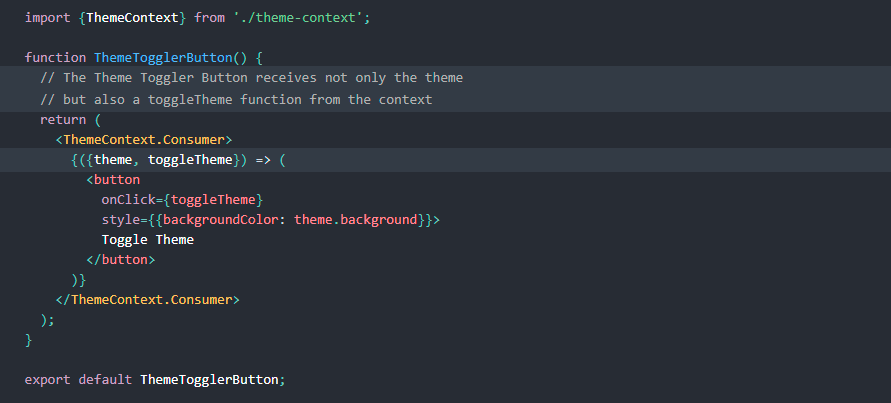 import {ThemeContext} from './theme-context';
function ThemeTogglerButton() {
// The Theme Toggler Button receives not only the theme
// but also a toggleTheme function from the context
return (
<ThemeContext.Consumer>
{({theme, toggleTheme}) => (
<button
onClick={toggleTheme}
style={{backgroundColor: theme.background}}>
Toggle Theme
</button>
)}
</ThemeContext.Consumer>
);
}
export default ThemeTogglerButton;